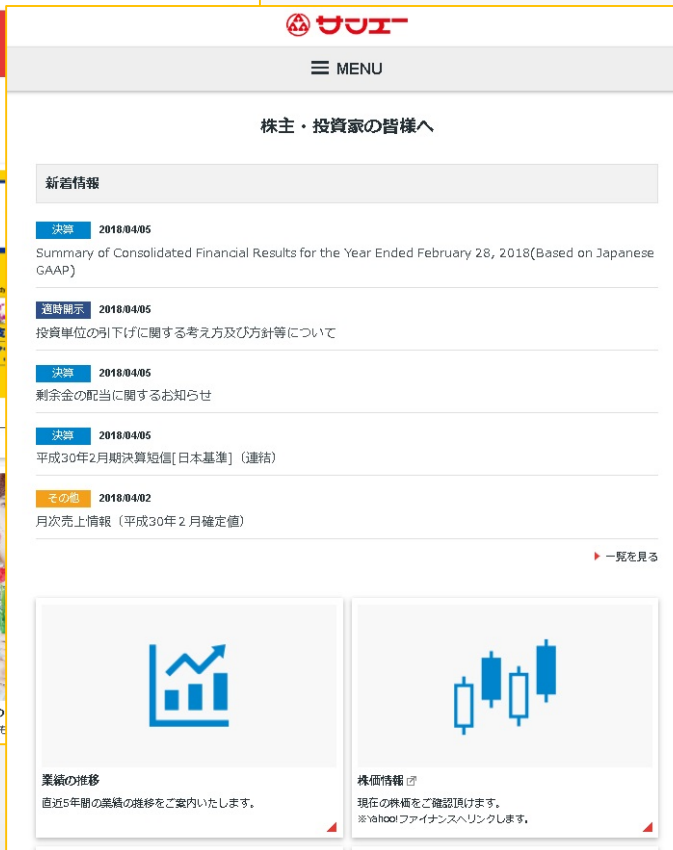 サンエー
MENU
株主・投資家の皆様へ
新着情報
決算 2018/04/05
Summary of Consolidated Financial Results for the Year Ended February 28, 2018(Based on Japanese
GAAP)
適時開示 2018/04/05
投資単位の引下げに関する考え方及び方針等について
決算 2018/04/05
剰余金の配当に関するお知らせ
決算 2018/04/05
平成30年2月期決算短信[日本基準]（連結）
その他 2018/04/02
月次売上情報（平成30年２月確定値）
一覧を見る
業績の推移
直近5年間の業績の推移をご案内いたします。
株価情報
現在の株価をご確認頂けます。
※Yahoo!ファイナンスへリンクします。